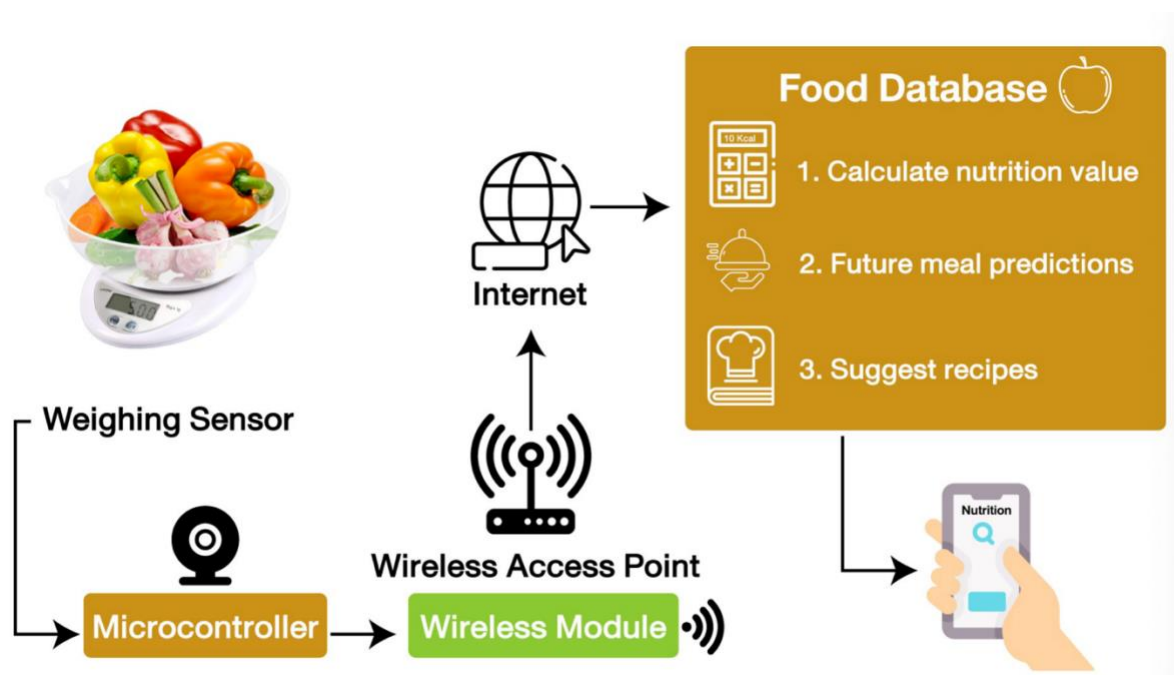 Food Database
10 Kcal
1. Calculate nutrition value
2. Future meal predictions
3. Suggest recipes
Internet
500
Weighing Sensor
Wireless Access Point
Microcontroller
Wireless Module
Nutrition